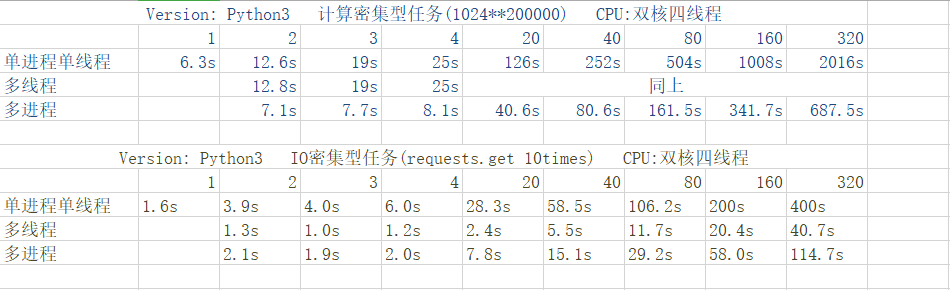 Version: Python3 计算密集型任务(1024**200000) CPU:双核四线程
1 2 3 4 20 40 80 160 320
单进程单线程 6.3s 12.6s 19s 25s 126s 252s 504s 1008s 2016s
多线程 12.8s 19s 25s 同上
多进程 7.1s 7.7s 8.1s 40.6s 80.6s 161.5s 341.7s 687.5s
Version: Python3 IO密集型任务(requests.get 10times) CPU:双核四线程
1 2 3 4 20 40 80 160 320
单进程单线程 1.6s 3.9s 4.0s 6.0s 28.3s 58.5s 106.2s 200s 400s
多线程 1.3s 1.0s 1.2s 2.4s 5.5s 11.7s 20.4s 40.7s
多进程 2.1s 1.9s 2.0s 7.8s 15.1s 29.2s 58.0s 114.7s